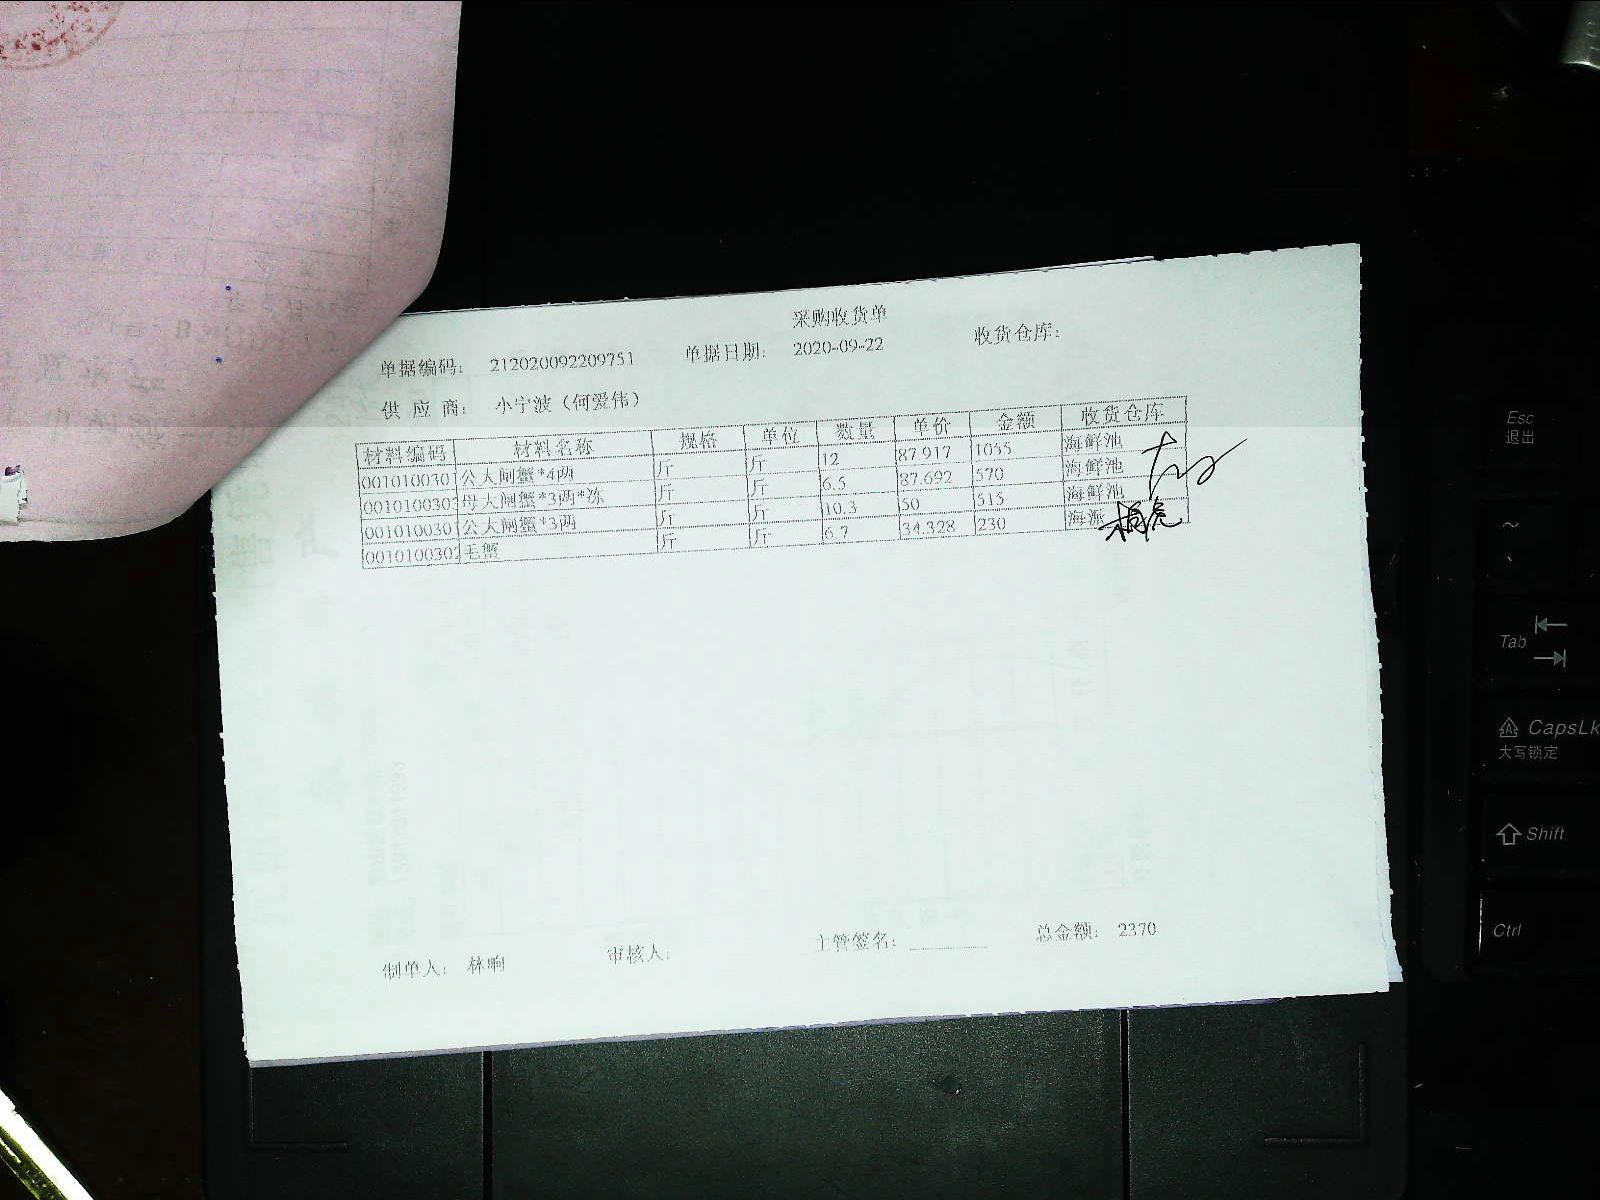 采购收货单
单据编码： 212020092209751 单据日期： 2020-09-22 收货仓库：
供 应 商： 小宁波（何爱伟）
材料编码 材料名称 规格 单位 数量 单价 金额 收货仓库
0010100301 公大闸蟹*4两 斤 斤 12 87.917 1055 海鲜池
0010100302 母大闸蟹*3两*冻 斤 斤 6.5 87.692 570 海鲜池
0010100301 公大闸蟹*3两 斤 斤 10.3 50 515 海鲜池
0010100302 毛蟹 斤 斤 6.7 34.328 230 海派
制单人： 林晌 审核人： 主管签名： 总金额： 2370
Esc
退出
~
Tab
CapsLk
大写锁定
Shift
Ctrl